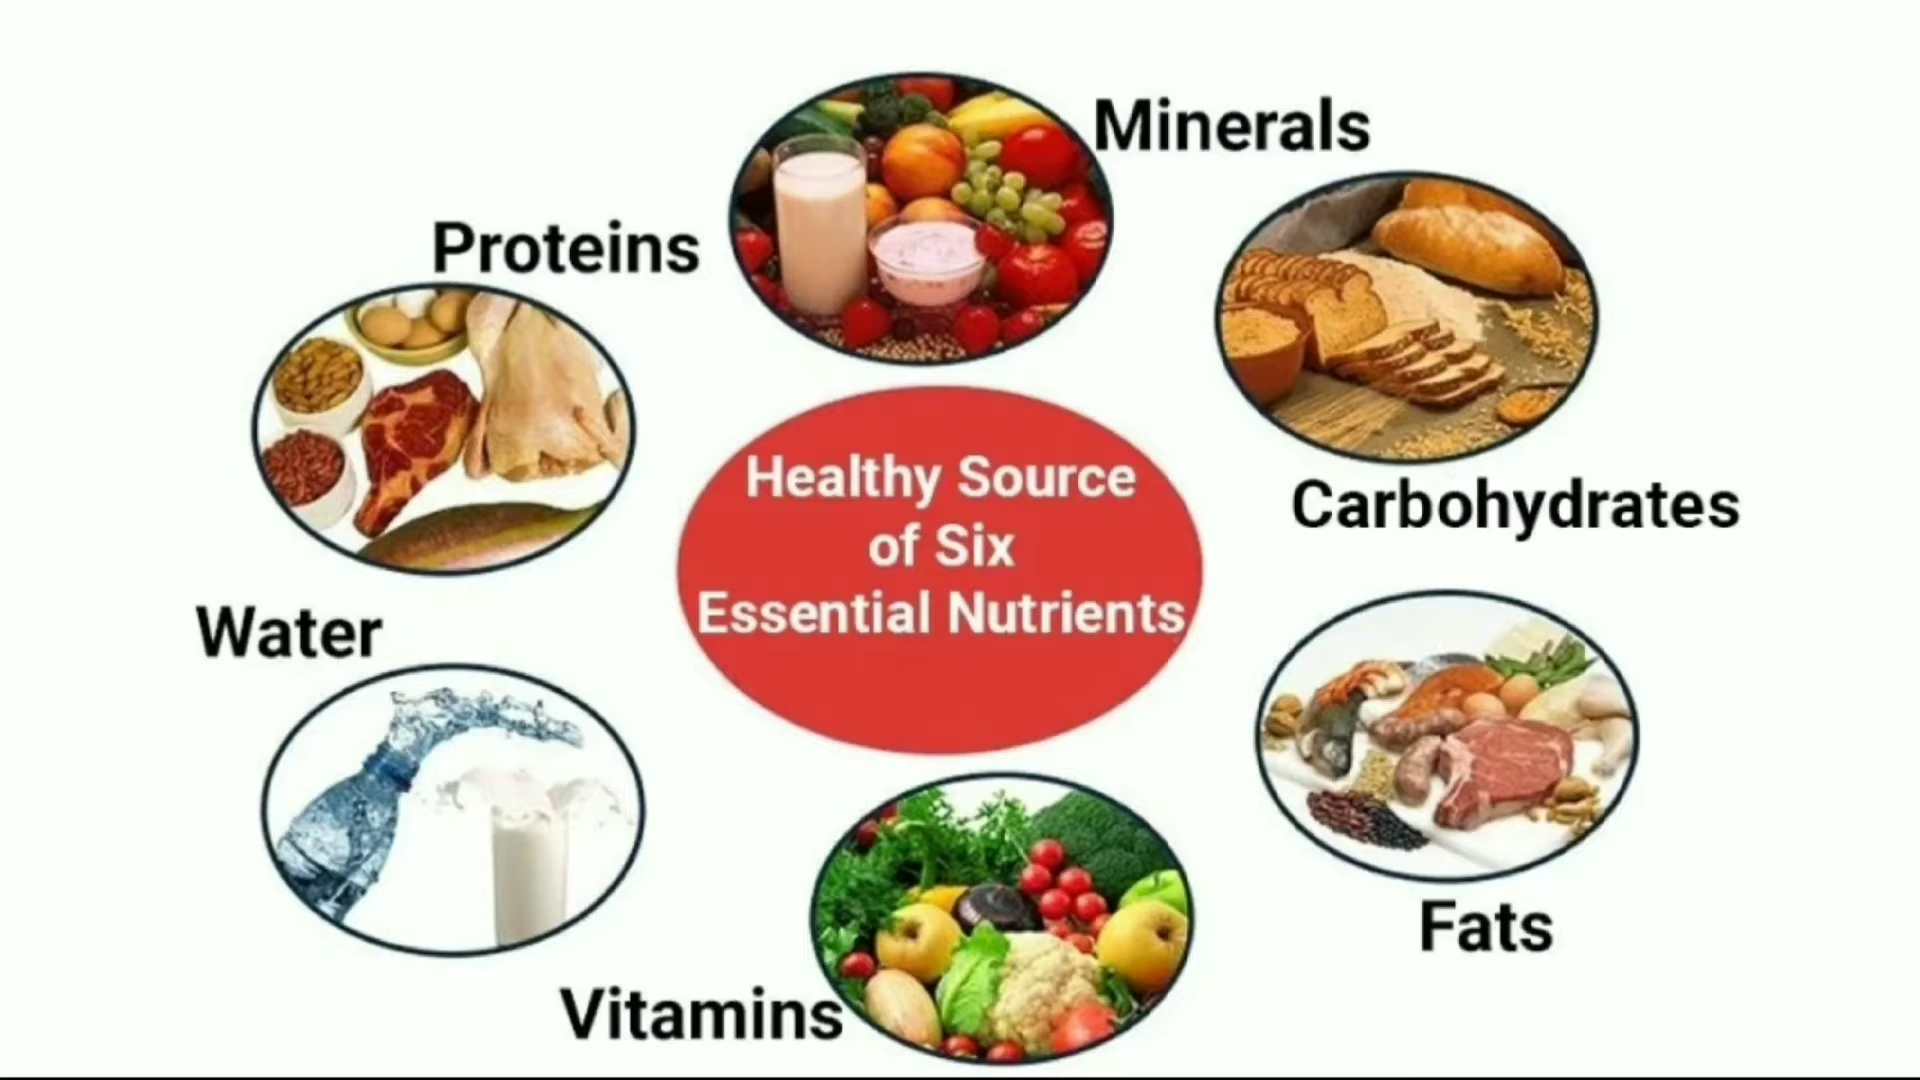 Minerals
Proteins
Carbohydrates
Healthy Source
of Six
Essential Nutrients
Water
Fats
Vitamins